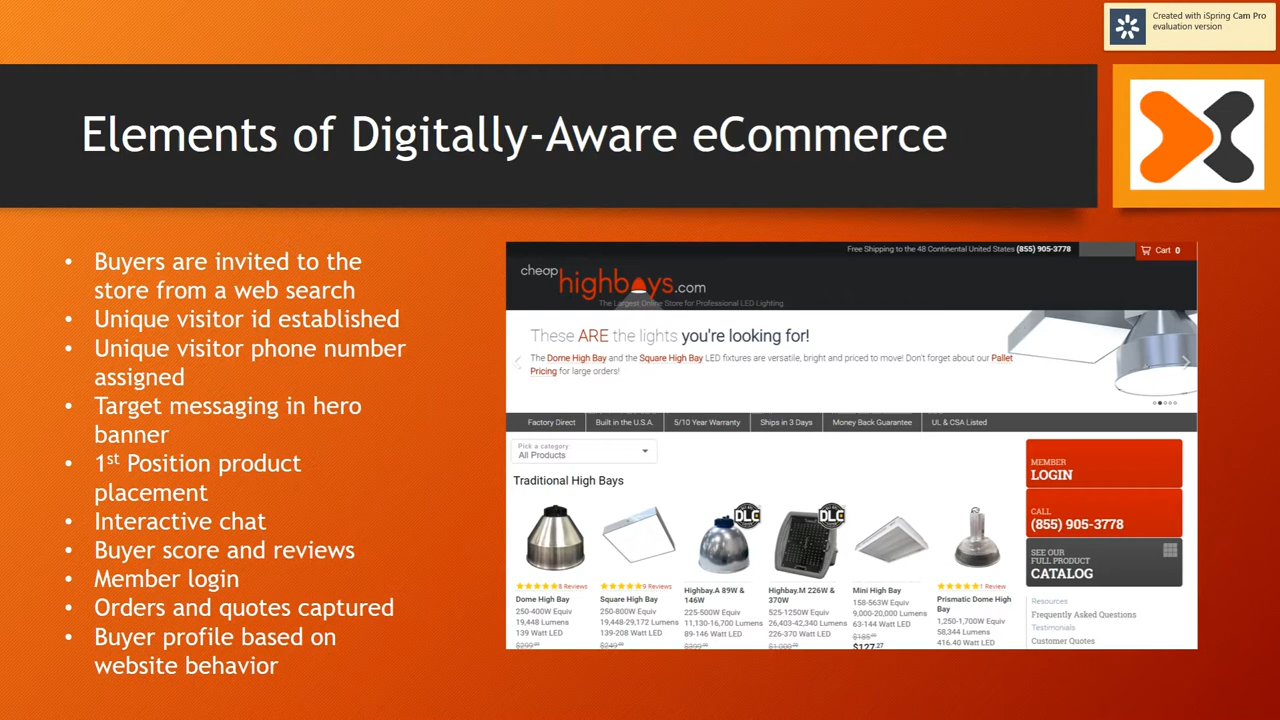 Created with iSpring Cam Pro
evaluation version
Elements of Digitally-Aware eCommerce
• Buyers are invited to the
store from a web search
• Unique visitor id established
• Unique visitor phone number
assigned
• Target messaging in hero
banner
• 1st Position product
placement
• Interactive chat
• Buyer score and reviews
• Member login
• Orders and quotes captured
• Buyer profile based on
website behavior
Free Shipping to the 48 Continental United States (855) 905-3778
Cart 0
cheap
highbays.com
The Largest Online Store for Professional LED Lighting
These ARE the lights you're looking for!
The Dome High Bay and the Square High Bay LED fixtures are versatile, bright and priced to move! Don't forget about our Pallet
Pricing for large orders!
Factory Direct
Built in the U.S.A.
5/10 Year Warranty
Ships in 3 Days
Money Back Guarantee
UL & CSA Listed
Pick a category:
All Products
Traditional High Bays
DLC
DLC
8 Reviews
Dome High Bay
250-400W Equiv
19,448 Lumens
139 Watt LED
Square High Bay
250-800W Equiv
19,448-29,172 Lumens
139-208 Watt LED
Highbay.A 89W &
146W
225-500W Equiv
11,130-16,700 Lumens
89-146 Watt LED
Highbay.M 226W &
370W
525-1250W Equiv
26,403-42,340 Lumens
226-370 Watt LED
Mini High Bay
158-563W Equiv
9,000-20,000 Lumens
63-144 Watt LED
$127.27
1 Review
Prismatic Dome High
Bay
1,250-1,700W Equiv
58,344 Lumens
416.40 Watt LED
MEMBER
LOGIN
CALL
(855) 905-3778
SEE OUR
FULL PRODUCT
CATALOG
Resources
Frequently Asked Questions
Testimonials
Customer Quotes